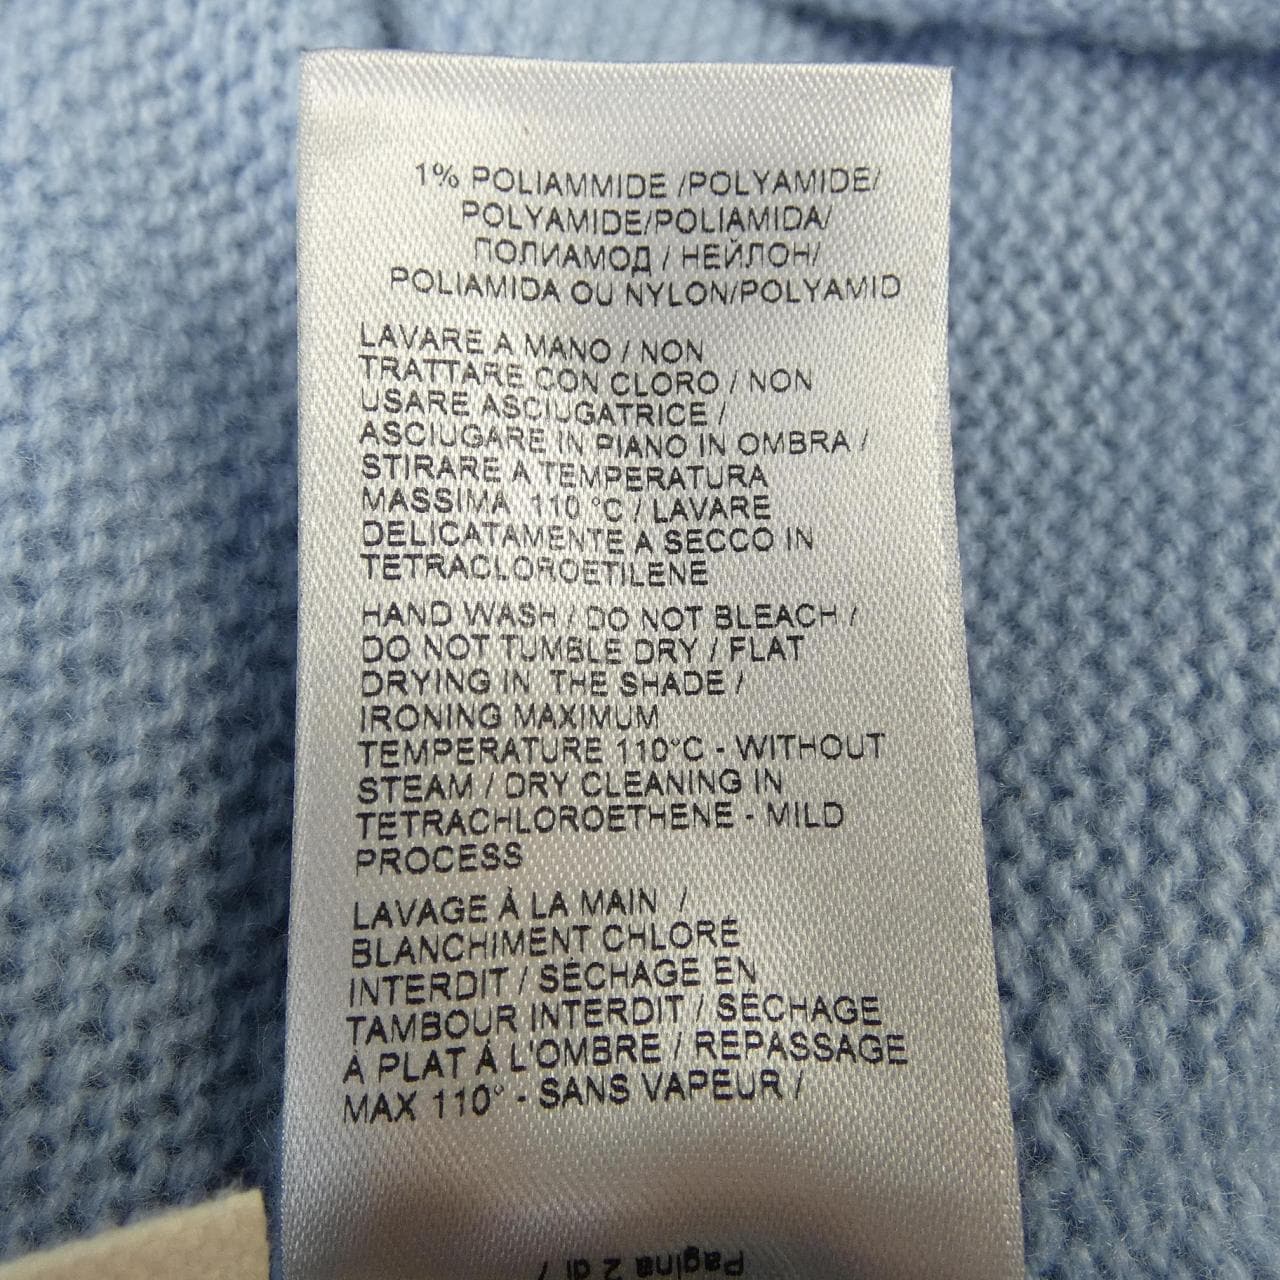 1% POLIAMMIDE /POLYAMIDE/
POLYAMIDE/POLIAMIDA/
ПОЛИАМОД / НЕЙЛОН/
POLIAMIDA OU NYLON/POLYAMID
LAVARE A MANO / NON
TRATTARE CON CLORO / NON
USARE ASCIUGATRICE /
ASCIUGARE IN PIANO IN OMBRA /
STIRARE A TEMPERATURA
MASSIMA 110 °C / LAVARE
DELICATAMENTE A SECCO IN
TETRACLOROETILENE
HAND WASH / DO NOT BLEACH /
DO NOT TUMBLE DRY / FLAT
DRYING IN THE SHADE /
IRONING MAXIMUM
TEMPERATURE 110°C - WITHOUT
STEAM / DRY CLEANING IN
TETRACHLOROETHENE - MILD
PROCESS
LAVAGE À LA MAIN /
BLANCHIMENT CHLORÉ
INTERDIT / SÉCHAGE EN
TAMBOUR INTERDIT / SÉCHAGE
À PLAT À L'OMBRE / REPASSAGE
MAX 110° - SANS VAPEUR /
Pagina 2 di 7